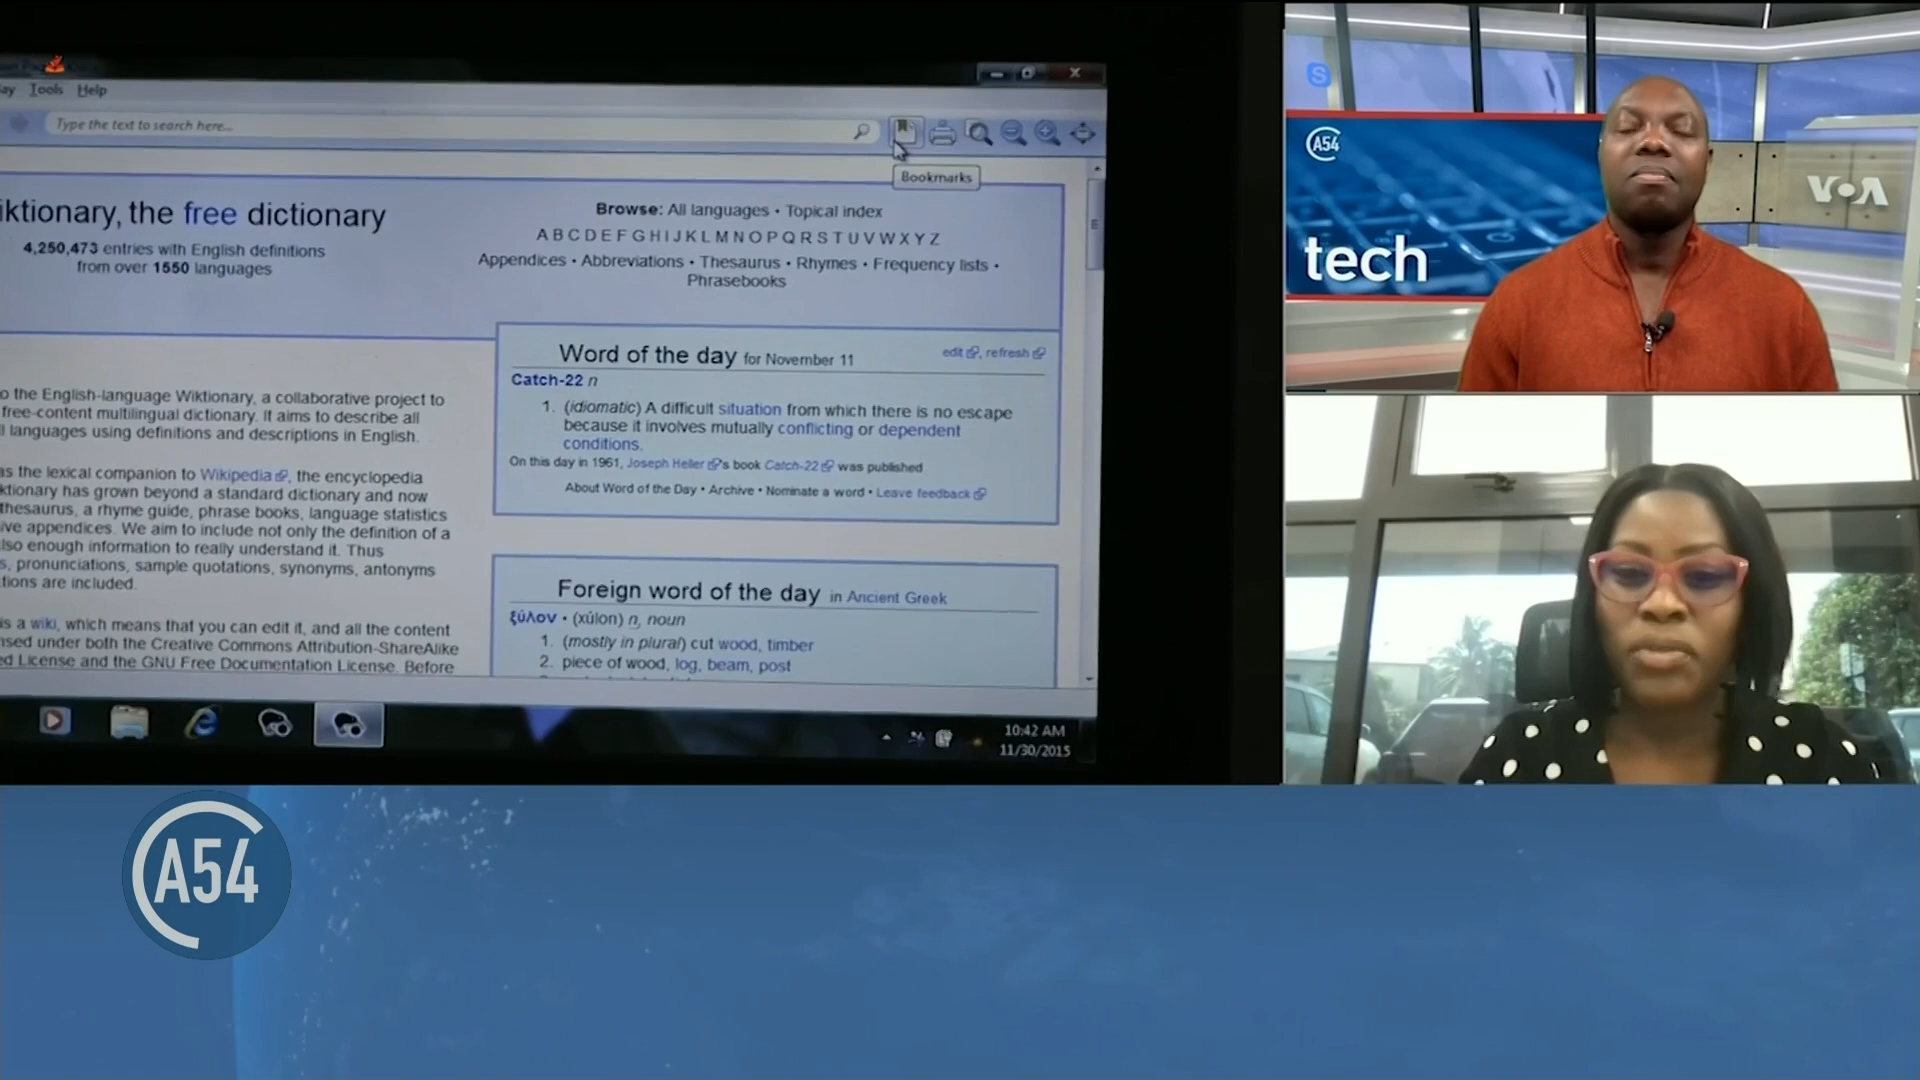 ay Tools Help
Type the text to search here...
Bookmarks
iktionary, the free dictionary
4,250,473 entries with English definitions
from over 1550 languages
Browse: All languages • Topical index
A B C D E F G H I J K L M N O P Q R S T U V W X Y Z
Appendices • Abbreviations • Thesaurus • Rhymes • Frequency lists •
Phrasebooks
o the English-language Wiktionary, a collaborative project to
free-content multilingual dictionary. It aims to describe all
l languages using definitions and descriptions in English.
as the lexical companion to Wikipedia, the encyclopedia
ktionary has grown beyond a standard dictionary and now
thesaurus, a rhyme guide, phrase books, language statistics
ive appendices. We aim to include not only the definition of a
lso enough information to really understand it. Thus
s, pronunciations, sample quotations, synonyms, antonyms
tions are included.
is a wiki, which means that you can edit it, and all the content
nsed under both the Creative Commons Attribution-ShareAlike
ed License and the GNU Free Documentation License. Before
Word of the day for November 11
edit, refresh
Catch-22 n
1. (idiomatic) A difficult situation from which there is no escape
because it involves mutually conflicting or dependent
conditions.
On this day in 1961, Joseph Heller's book Catch-22 was published
About Word of the Day • Archive • Nominate a word • Leave feedback
Foreign word of the day in Ancient Greek
ξύλον • (xúlon) n, noun
1. (mostly in plural) cut wood, timber
2. piece of wood, log, beam, post
10:42 AM
11/30/2015
A54
tech
VOA
A54